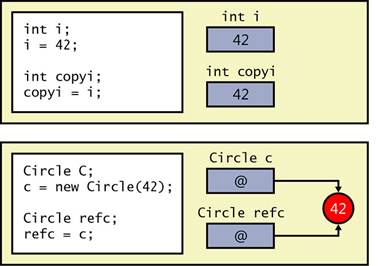 int i;
i = 42;
int copyi;
copyi = i;
int i
42
int copyi
42
Circle C;
c = new Circle(42);
Circle refc;
refc = c;
Circle c
@
Circle refc
@
42